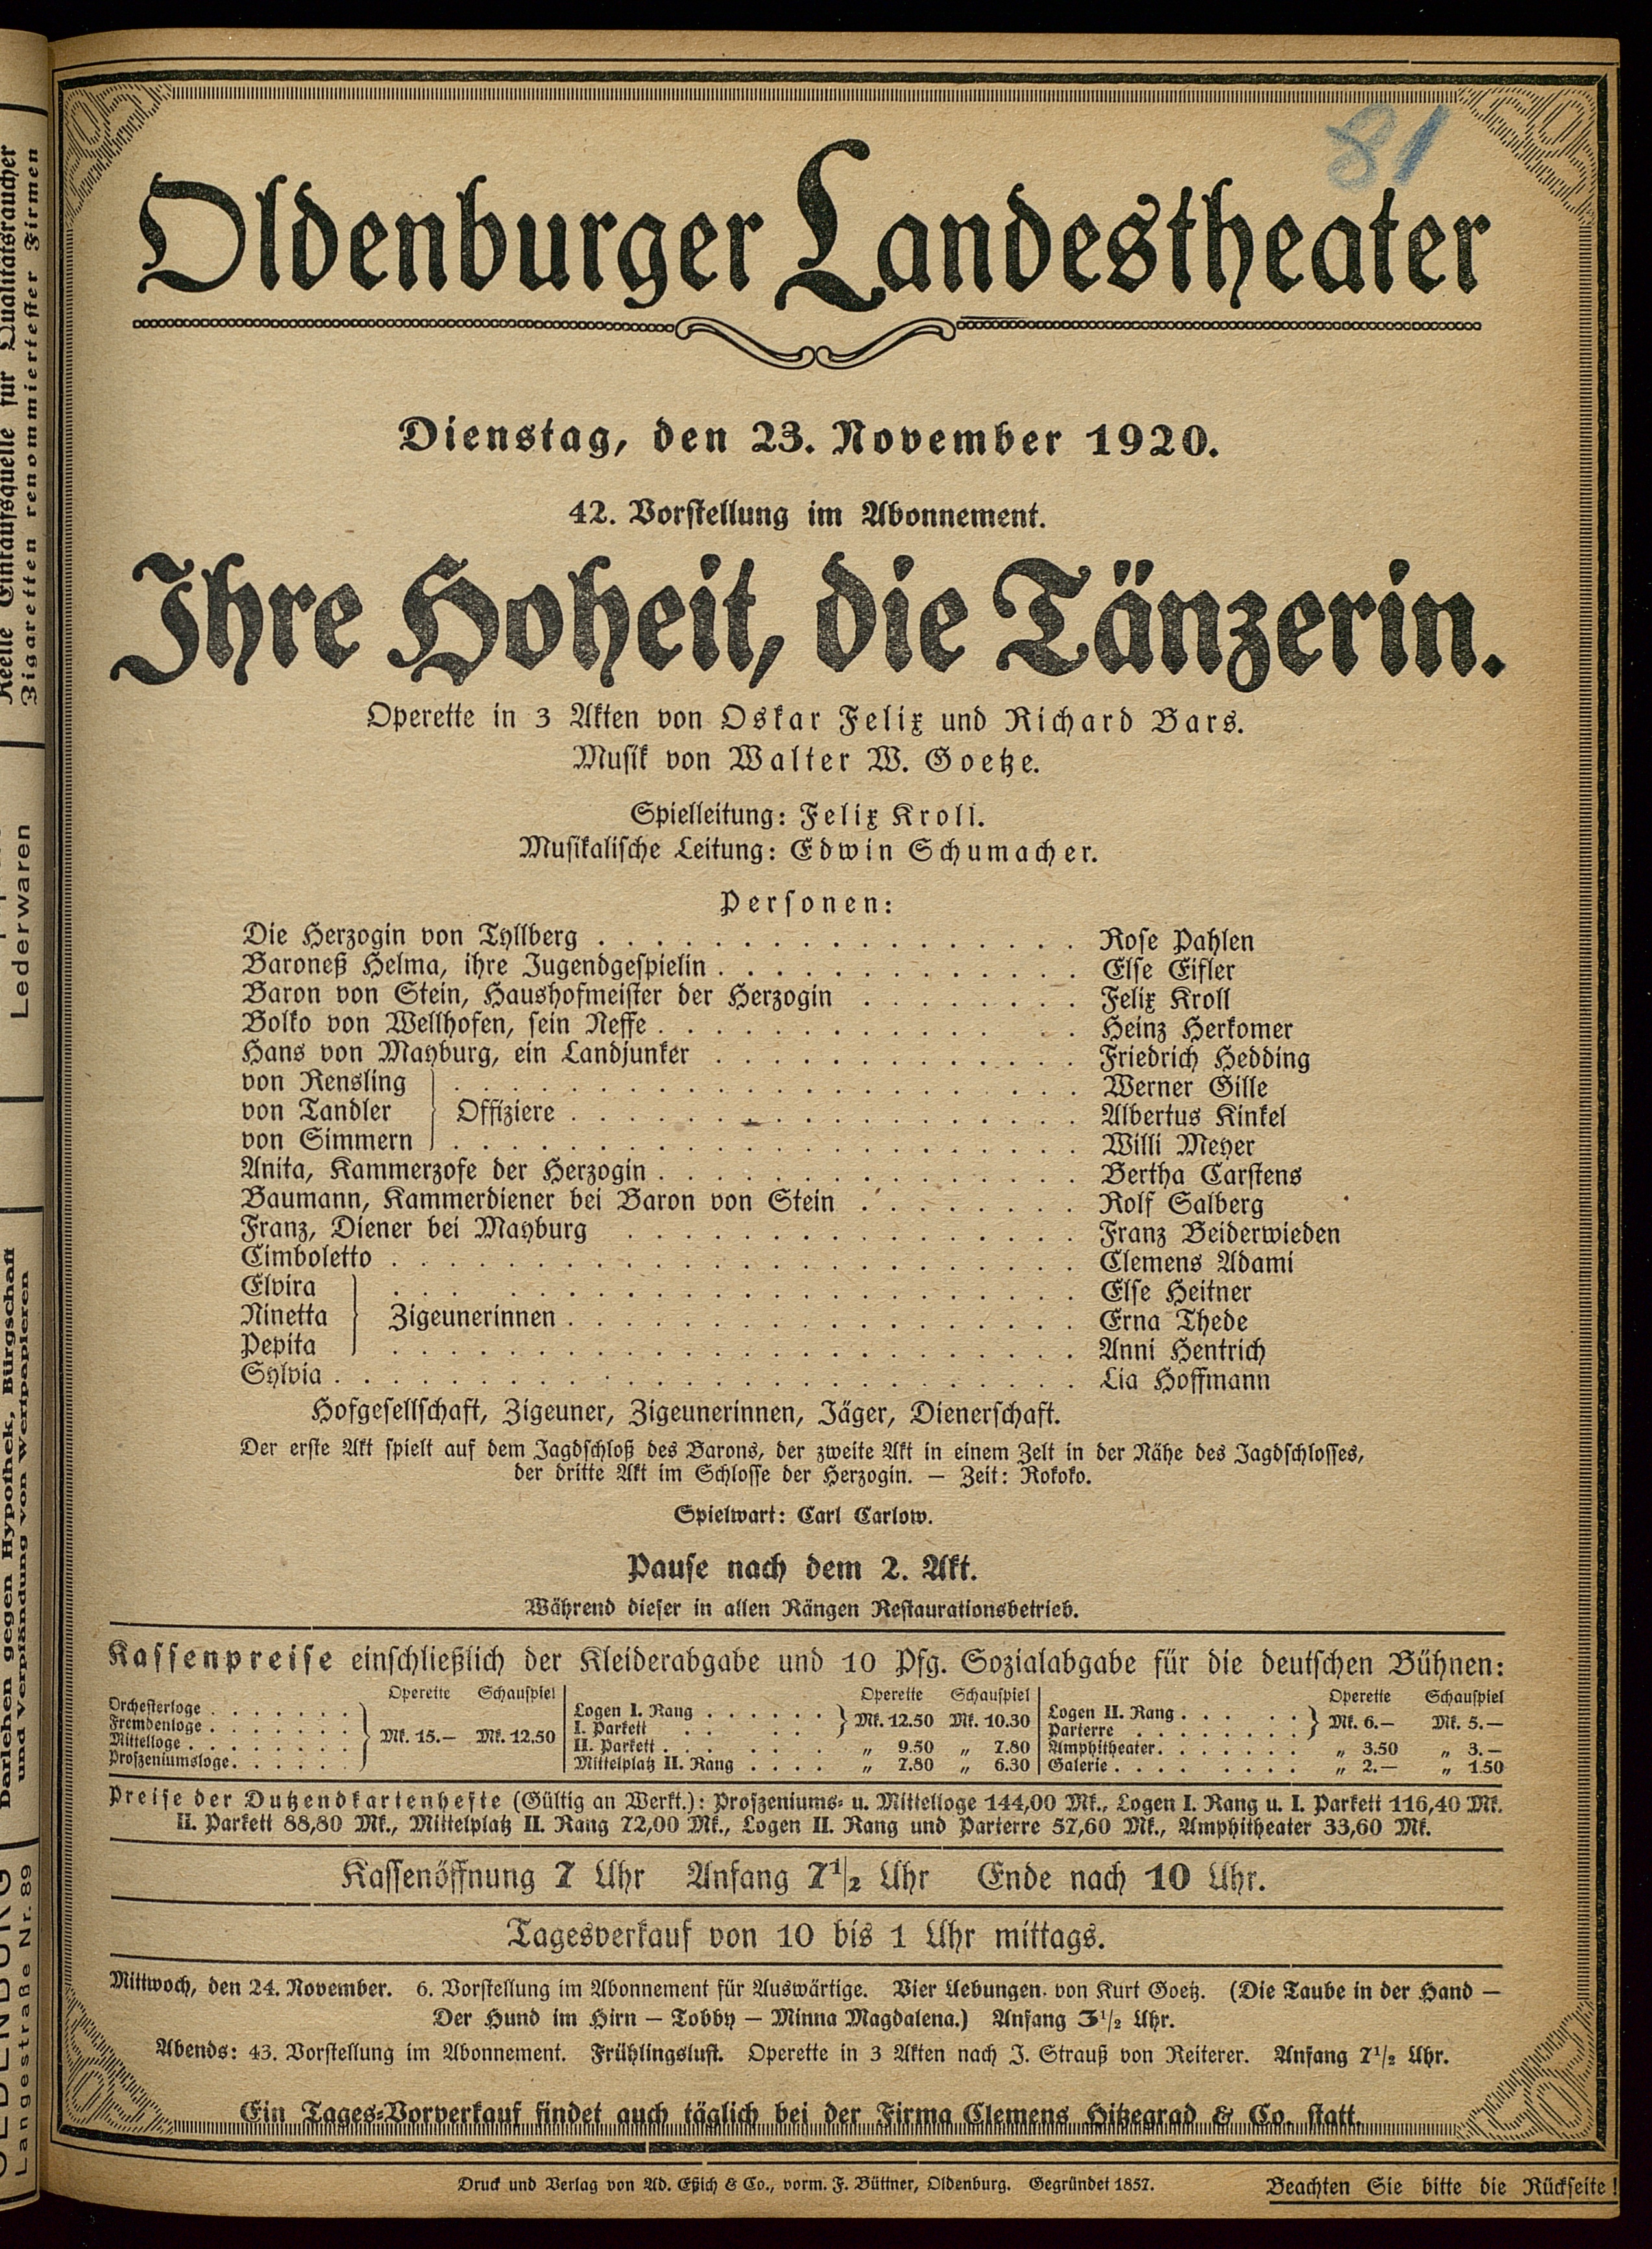 81
Oldenburger Landestheater
Dienstag, den 23. November 1920.
42. Vorstellung im Abonnement.
Ihre Hoheit, die Tänzerin.
Operette in 3 Akten von Oskar Felix und Richard Bars.
Musik von Walter W. Goetze.
Spielleitung: Felix Kroll.
Musikalische Leitung: Edwin Schumacher.
Personen:
Die Herzogin von Tyllberg . . . . . . . . . . . . . . . . . Rose Pahlen
Baroneß Helma, ihre Jugendgespielin . . . . . . . . . . . . . Else Eifler
Baron von Stein, Haushofmeister der Herzogin . . . . . . . . Felix Kroll
Bolko von Wellhofen, sein Neffe . . . . . . . . . . . . . . . Heinz Herkomer
Hans von Mayburg, ein Landjunker . . . . . . . . . . . . . Friedrich Hedding
von Rensling } . . . . . . . . . . . . . . . . . . . . . . Werner Gille
von Tandler } Offiziere . . . . . . . . . . . . . . . . . . Albertus Kinkel
von Simmern } . . . . . . . . . . . . . . . . . . . . . . Willi Meyer
Anita, Kammerzofe der Herzogin . . . . . . . . . . . . . . . Bertha Carstens
Baumann, Kammerdiener bei Baron von Stein . . . . . . . . Rolf Salberg
Franz, Diener bei Mayburg . . . . . . . . . . . . . . . . Franz Beiderwieden
Cimboletto . . . . . . . . . . . . . . . . . . . . . . . . Clemens Adami
Elvira } . . . . . . . . . . . . . . . . . . . . . . . . Else Heitner
Ninetta } Zigeunerinnen . . . . . . . . . . . . . . . . . . Erna Thede
Pepita } . . . . . . . . . . . . . . . . . . . . . . . . Anni Hentrich
Sylvia . . . . . . . . . . . . . . . . . . . . . . . . . . Lia Hoffmann
Hofgesellschaft, Zigeuner, Zigeunerinnen, Jäger, Dienerschaft.
Der erste Akt spielt auf dem Jagdschloß des Barons, der zweite Akt in einem Zelt in der Nähe des Jagdschlosses,
der dritte Akt im Schlosse der Herzogin. — Zeit: Rokoko.
Spielwart: Carl Carlow.
Pause nach dem 2. Akt.
Während dieser in allen Rängen Restaurationsbetrieb.
Kassenpreise einschließlich der Kleiderabgabe und 10 Pfg. Sozialabgabe für die deutschen Bühnen:
Operette Schauspiel
Orchesterloge . . . . . . .
Fremdenloge . . . . . . .
Mittelloge . . . . . . . .
Proszeniumsloge . . . . . .
} Mk. 15.— Mk. 12.50
Operette Schauspiel
Logen I. Rang . . . . . .
I. Parkett . . . . . .
} Mk. 12.50 Mk. 10.30
II. Parkett . . . . . . „ 9.50 „ 7.80
Mittelplatz II. Rang . . . . „ 7.80 „ 6.30
Operette Schauspiel
Logen II. Rang . . . . .
Parterre . . . . . . . .
} Mk. 6.— Mk. 5.—
Amphitheater . . . . . . . „ 3.50 „ 3.—
Galerie . . . . . . . . „ 2.— „ 1.50
Preise der Dutzendkartenhefte (Gültig an Werkt.): Proszeniums- u. Mittelloge 144,00 Mk., Logen I. Rang u. I. Parkett 116,40 Mk.
II. Parkett 88,80 Mk., Mittelplatz II. Rang 72,00 Mk., Logen II. Rang und Parterre 57,60 Mk., Amphitheater 33,60 Mk.
Kassenöffnung 7 Uhr Anfang 7 1/2 Uhr Ende nach 10 Uhr.
Tagesverkauf von 10 bis 1 Uhr mittags.
Mittwoch, den 24. November. 6. Vorstellung im Abonnement für Auswärtige. Vier Uebungen. von Kurt Goetz. (Die Taube in der Hand —
Der Hund im Hirn — Tobby — Minna Magdalena.) Anfang 3 1/2 Uhr.
Abends: 43. Vorstellung im Abonnement. Frühlingslust. Operette in 3 Akten nach J. Strauß von Reiterer. Anfang 7 1/2 Uhr.
Ein Tages-Vorverkauf findet auch täglich bei der Firma Clemens Hitzegrad & Co. statt.
Druck und Verlag von Ad. Eßich & Co., vorm. F. Büttner, Oldenburg. Gegründet 1857.
Beachten Sie bitte die Rückseite!
Reelle Einkaufsquelle für Qualitätsraucher
Zigaretten renommiertester Firmen
Lederwaren
Darlehen gegen Hypothek, Bürgschaft
und Verpfändung von Wertpapieren
OLDENBURG
Langestraße Nr. 89